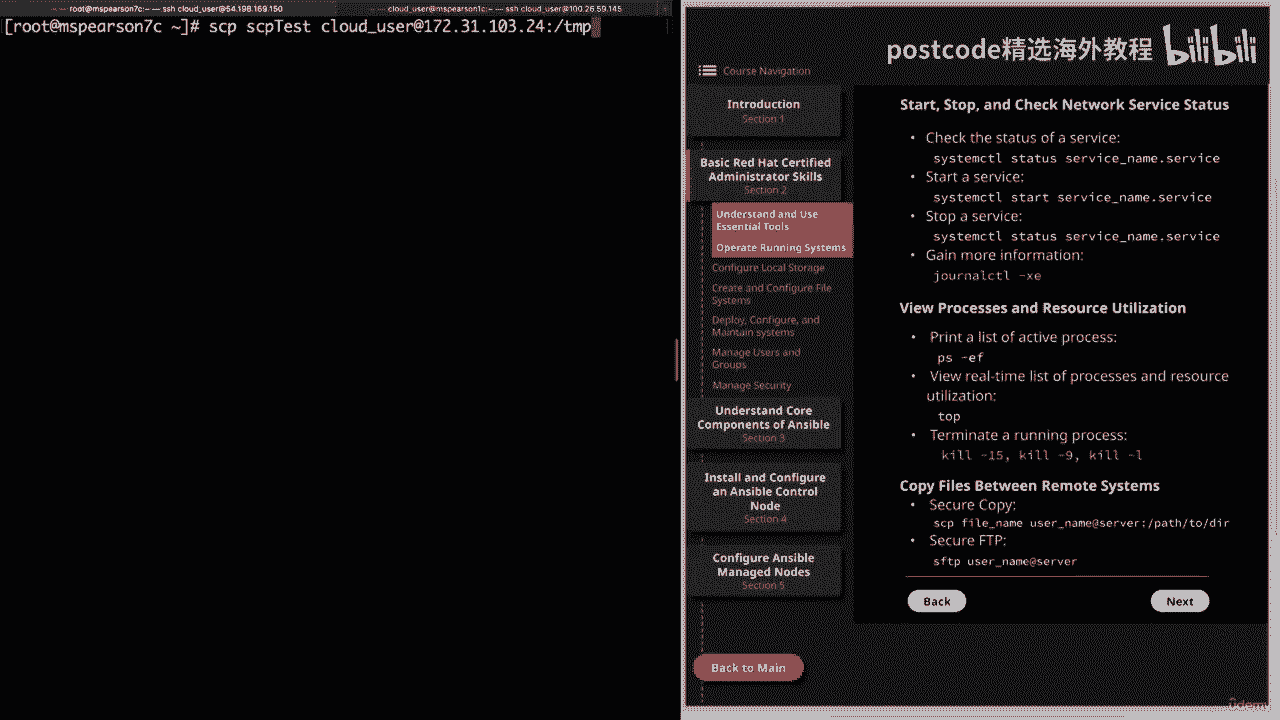 root@mspearson7c:~ — ssh cloud_user@54.198.169.150
cloud_user@mspearson1c:~ — ssh cloud_user@100.26.59.145
[root@mspearson7c ~]# scp scpTest cloud_user@172.31.103.24:/tmp
postcode精选海外教程 bilibili
Course Navigation
Introduction
Section 1
Basic Red Hat Certified
Administrator Skills
Section 2
Understand and Use
Essential Tools
Operate Running Systems
Configure Local Storage
Create and Configure File
Systems
Deploy, Configure, and
Maintain systems
Manage Users and
Groups
Manage Security
Understand Core
Components of Ansible
Section 3
Install and Configure
an Ansible Control
Node
Section 4
Configure Ansible
Managed Nodes
Section 5
Back to Main
Start, Stop, and Check Network Service Status
• Check the status of a service:
systemctl status service_name.service
• Start a service:
systemctl start service_name.service
• Stop a service:
systemctl status service_name.service
• Gain more information:
journalctl -xe
View Processes and Resource Utilization
• Print a list of active process:
ps -ef
• View real-time list of processes and resource
utilization:
top
• Terminate a running process:
kill -15, kill -9, kill -l
Copy Files Between Remote Systems
• Secure Copy:
scp file_name user_name@server:/path/to/dir
• Secure FTP:
sftp user_name@server
Back
Next
ûdemy